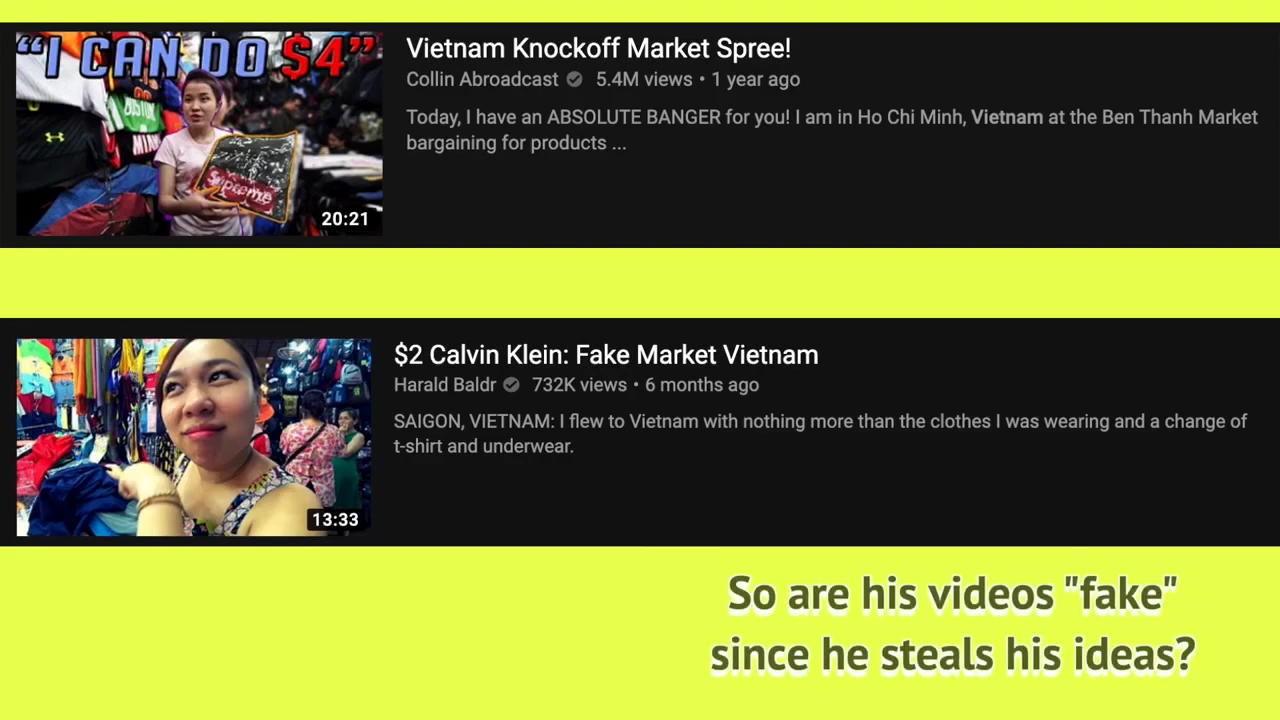 "I CAN DO $4"
Supreme
20:21
Vietnam Knockoff Market Spree!
Collin Abroadcast 5.4M views • 1 year ago
Today, I have an ABSOLUTE BANGER for you! I am in Ho Chi Minh, Vietnam at the Ben Thanh Market
bargaining for products ...
13:33
$2 Calvin Klein: Fake Market Vietnam
Harald Baldr 732K views • 6 months ago
SAIGON, VIETNAM: I flew to Vietnam with nothing more than the clothes I was wearing and a change of
t-shirt and underwear.
So are his videos "fake"
since he steals his ideas?